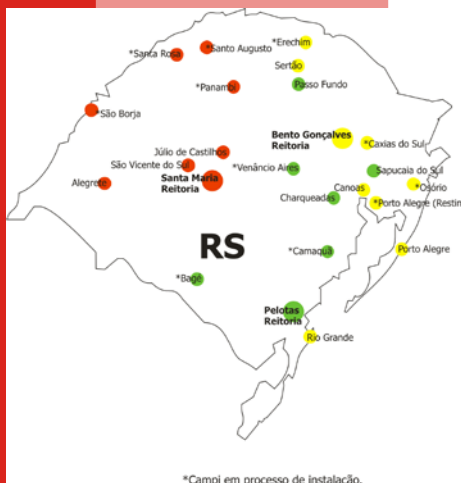 *Erechim
*Santo Augusto
*Santa Rosa
Sertão
Passo Fundo
*Panambi
*São Borja
Bento Gonçalves
Reitoria
*Caxias do Sul
Júlio de Castilhos
São Vicente do Sul
*Venâncio Aires
Sapucaia do Sul
Alegrete
Santa Maria
Reitoria
Canoas
*Osório
Charqueadas
*Porto Alegre (Restin
RS
*Camaquã
Porto Alegre
*Bagé
Pelotas
Reitoria
Rio Grande
*Campi em processo de instalação.